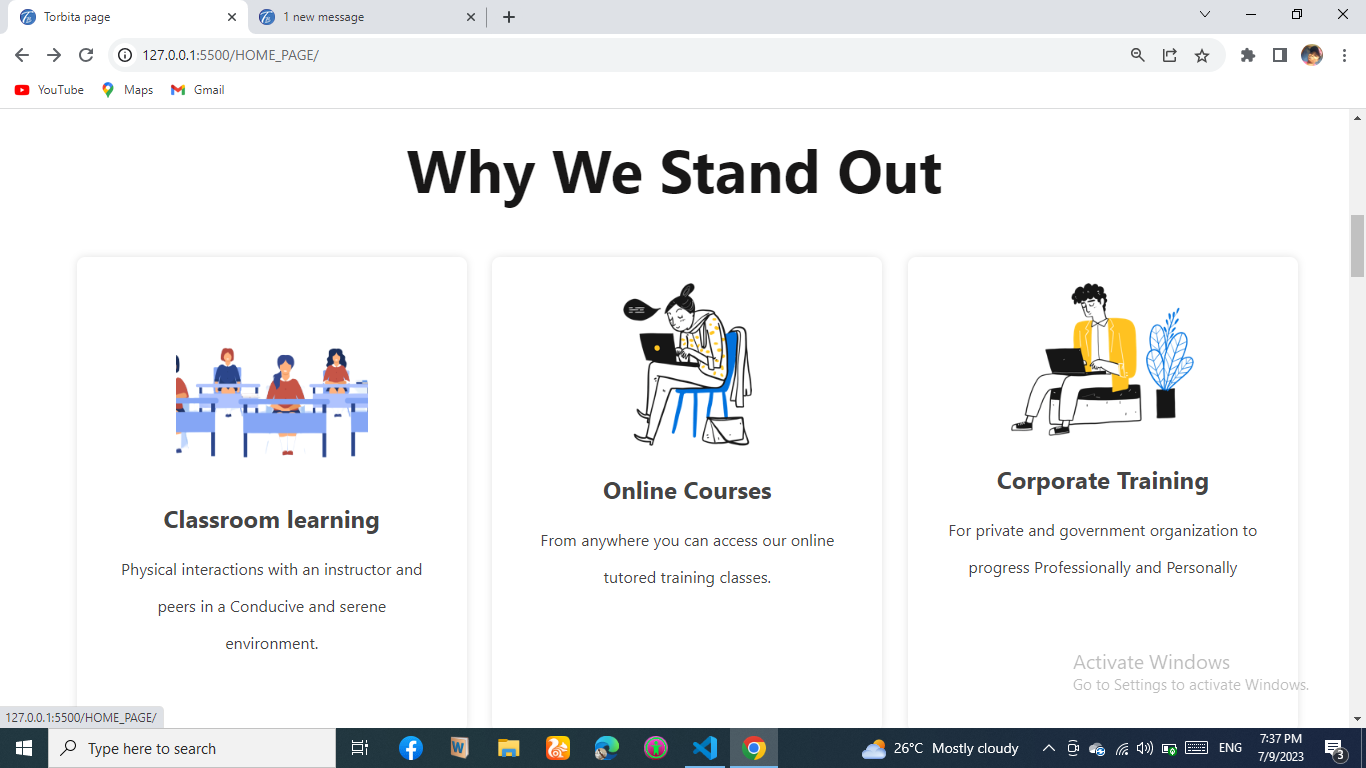 Torbita page
1 new message
127.0.0.1:5500/HOME_PAGE/
YouTube
Maps
Gmail
Why We Stand Out
Classroom learning
Physical interactions with an instructor and
peers in a Conducive and serene
environment.
Online Courses
From anywhere you can access our online
tutored training classes.
Corporate Training
For private and government organization to
progress Professionally and Personally
Activate Windows
Go to Settings to activate Windows.
127.0.0.1:5500/HOME_PAGE/
Type here to search
26°C Mostly cloudy
ENG
7:37 PM
7/9/2023
3